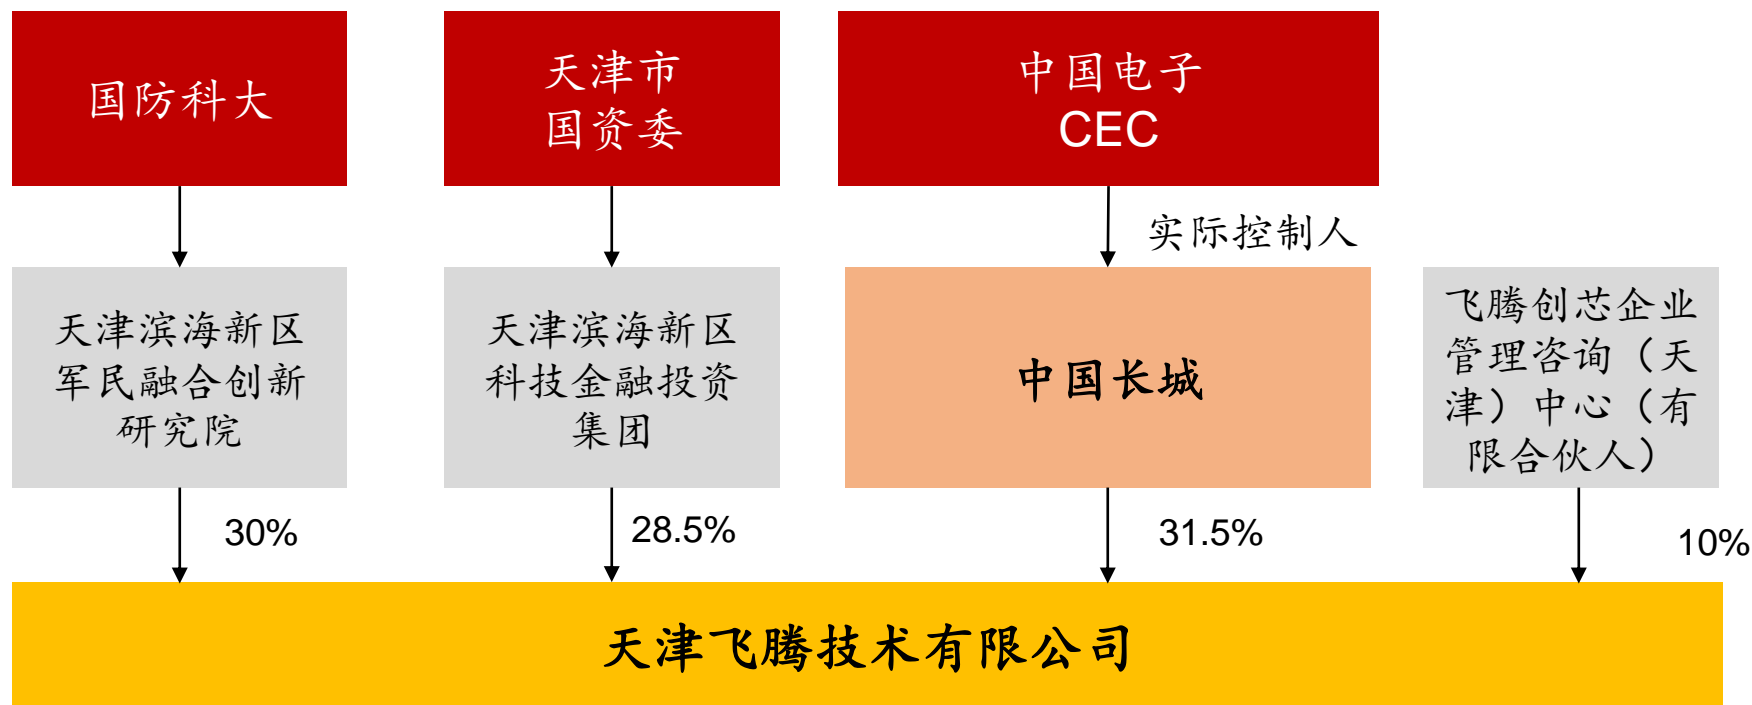 国防科大
天津市
国资委
中国电子
CEC
实际控制人
天津滨海新区
军民融合创新
研究院
天津滨海新区
科技金融投资
集团
中国长城
飞腾创芯企业
管理咨询（天
津）中心（有
限合伙人）
30%
28.5%
31.5%
10%
天津飞腾技术有限公司